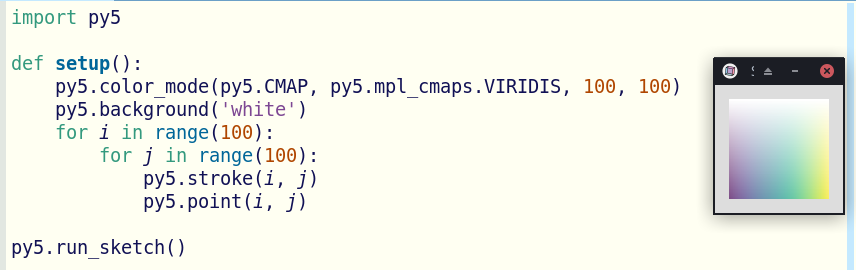 import py5

def setup():
    py5.color_mode(py5.CMAP, py5.mpl_cmaps.VIRIDIS, 100, 100)
    py5.background('white')
    for i in range(100):
        for j in range(100):
            py5.stroke(i, j)
            py5.point(i, j)

py5.run_sketch()